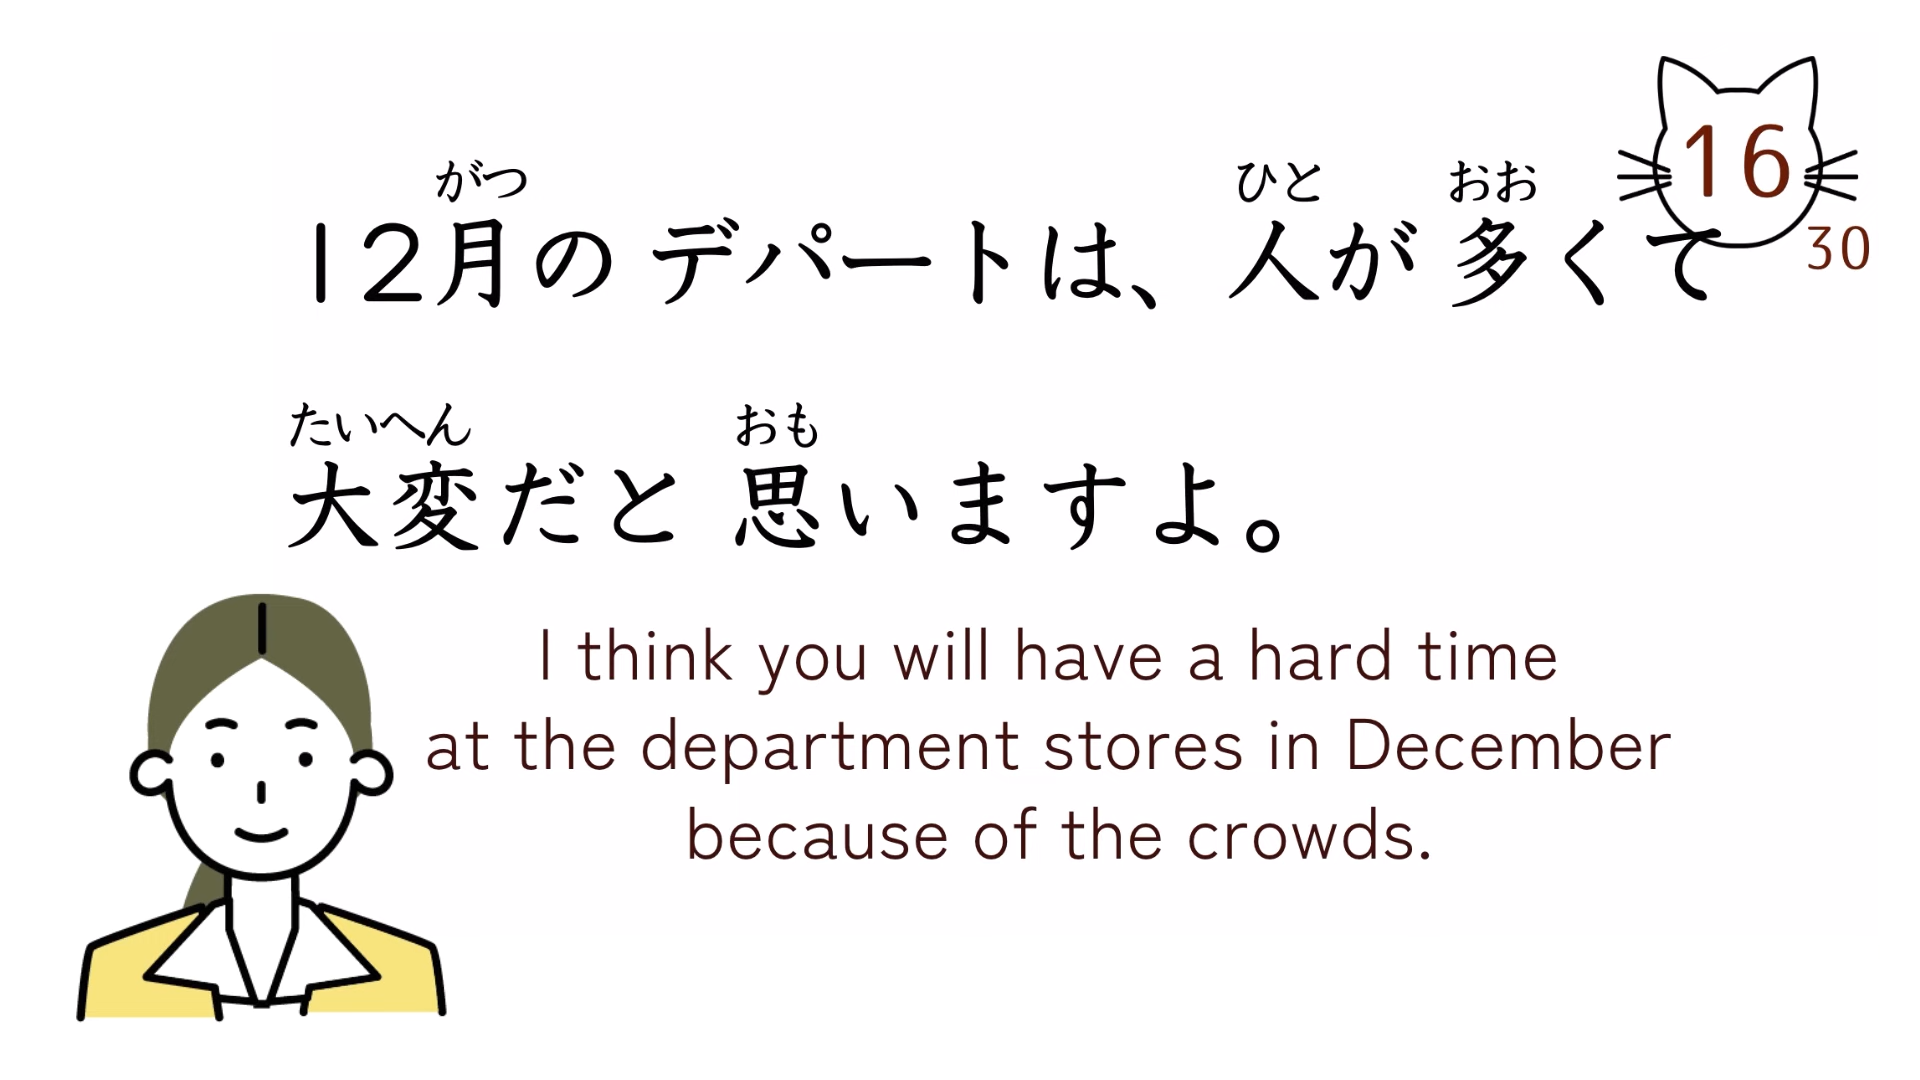 がつ ひと おお
12月の デパートは、人が 多くて
たいへん おも
大変だと 思いますよ。
16
30
I think you will have a hard time
at the department stores in December
because of the crowds.